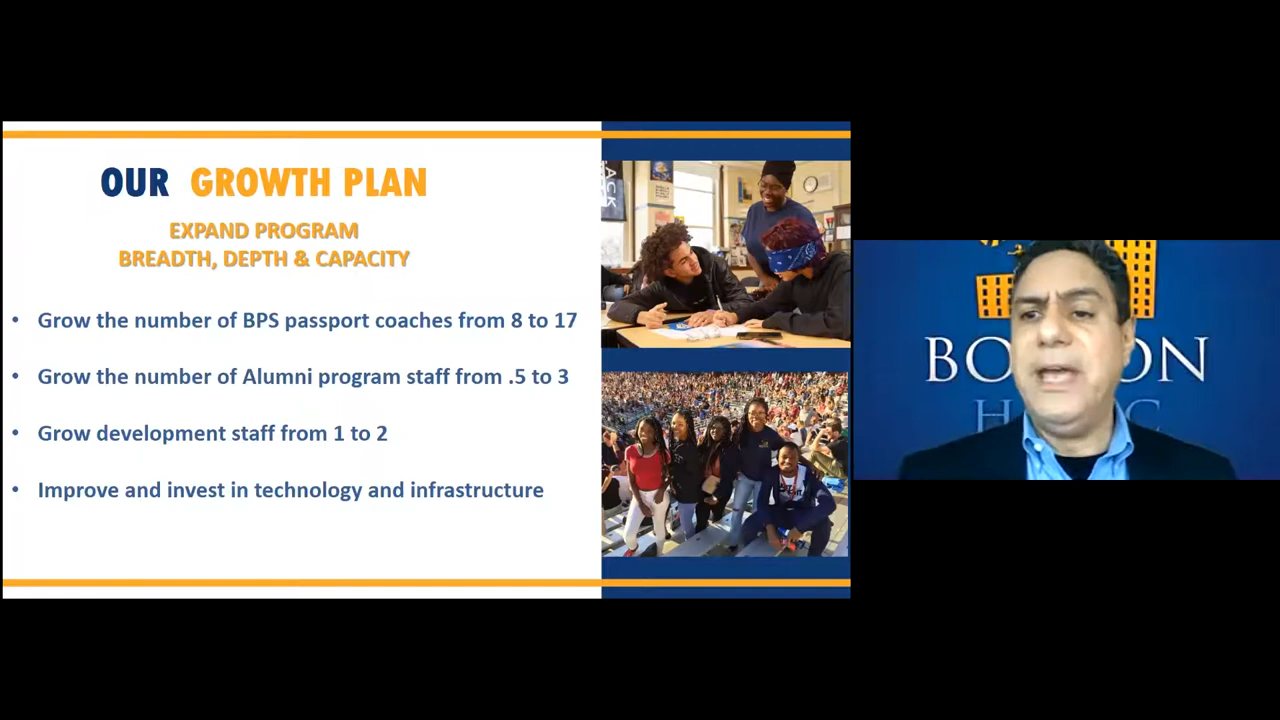 OUR GROWTH PLAN
EXPAND PROGRAM
BREADTH, DEPTH & CAPACITY
• Grow the number of BPS passport coaches from 8 to 17
• Grow the number of Alumni program staff from .5 to 3
• Grow development staff from 1 to 2
• Improve and invest in technology and infrastructure